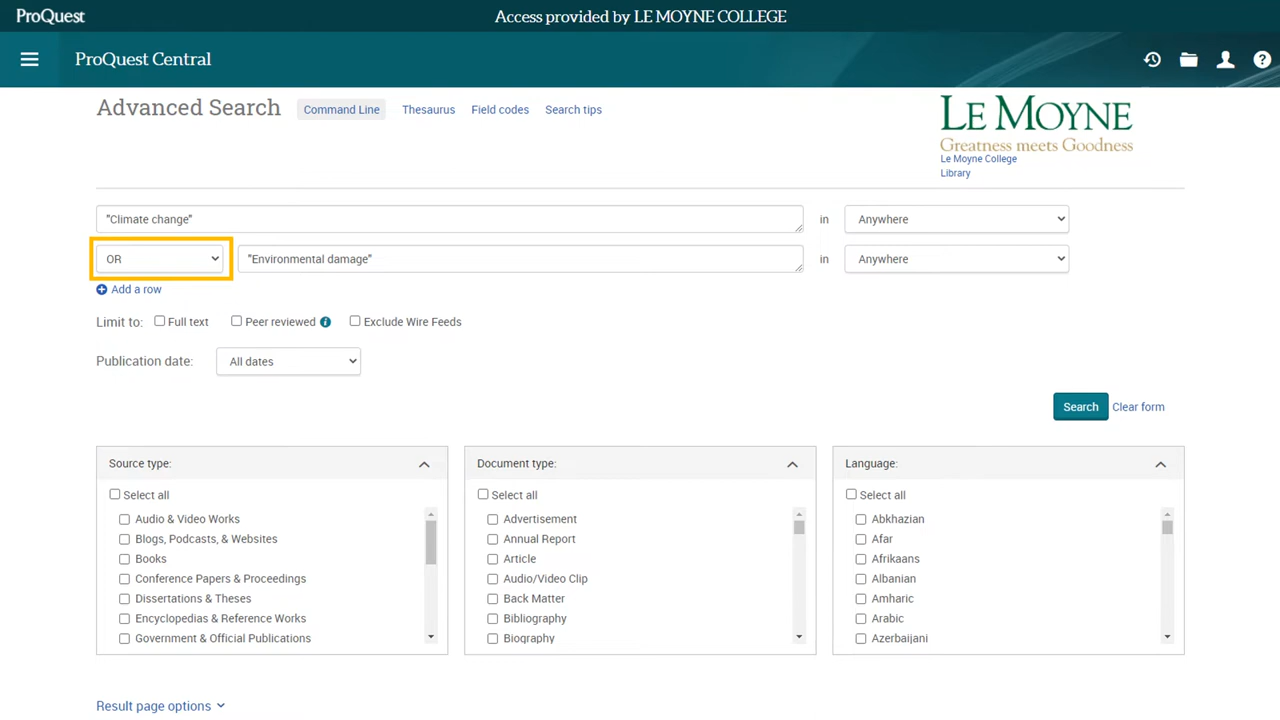 ProQuest
Access provided by LE MOYNE COLLEGE
ProQuest Central
?
Advanced Search Command Line Thesaurus Field codes Search tips
LE MOYNE
Greatness meets Goodness
Le Moyne College
Library
"Climate change" in Anywhere
OR "Environmental damage" in Anywhere
Add a row
Limit to: Full text Peer reviewed i Exclude Wire Feeds
Publication date: All dates
Search Clear form
Source type:
Select all
Audio & Video Works
Blogs, Podcasts, & Websites
Books
Conference Papers & Proceedings
Dissertations & Theses
Encyclopedias & Reference Works
Government & Official Publications
Document type:
Select all
Advertisement
Annual Report
Article
Audio/Video Clip
Back Matter
Bibliography
Biography
Language:
Select all
Abkhazian
Afar
Afrikaans
Albanian
Amharic
Arabic
Azerbaijani
Result page options